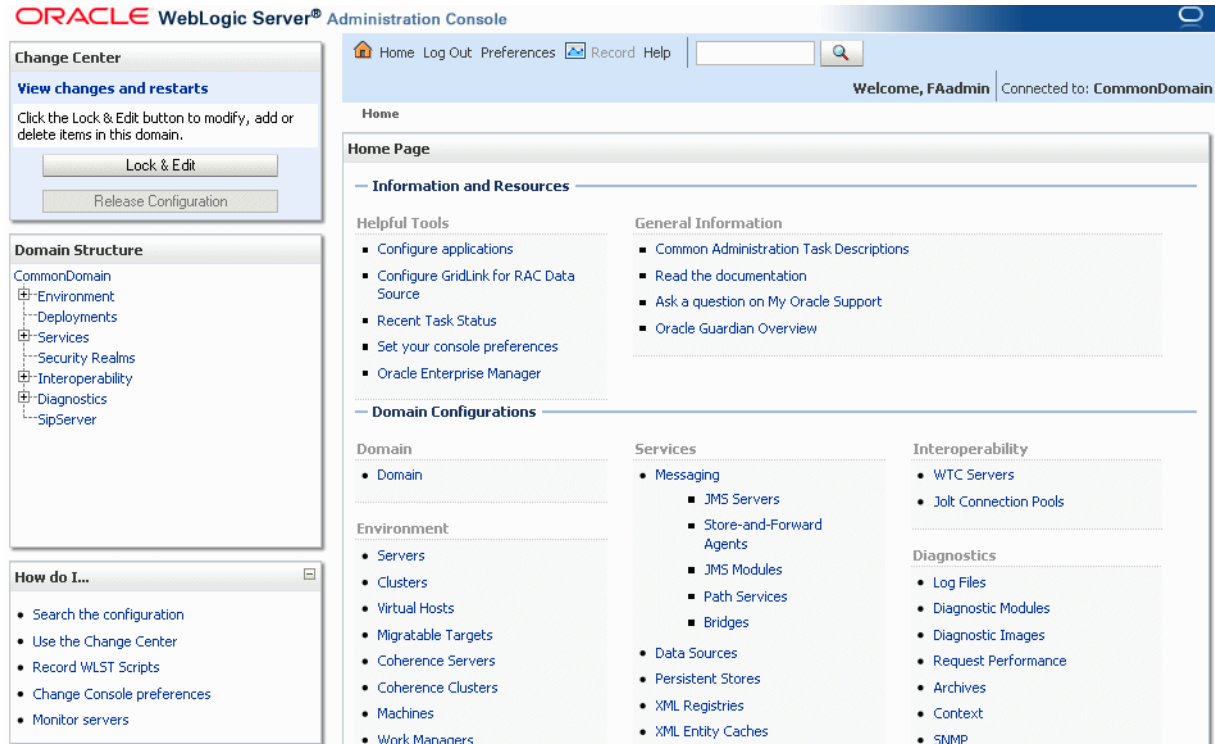 ORACLE WebLogic Server® Administration Console
Change Center
View changes and restarts
Click the Lock & Edit button to modify, add or
delete items in this domain.
Lock & Edit
Release Configuration
Domain Structure
CommonDomain
Environment
Deployments
Services
Security Realms
Interoperability
Diagnostics
SipServer
How do I...
Search the configuration
Use the Change Center
Record WLST Scripts
Change Console preferences
Monitor servers
Home Log Out Preferences Record Help
Welcome, FAadmin Connected to: CommonDomain
Home
Home Page
Information and Resources
Helpful Tools
Configure applications
Configure GridLink for RAC Data
Source
Recent Task Status
Set your console preferences
Oracle Enterprise Manager
General Information
Common Administration Task Descriptions
Read the documentation
Ask a question on My Oracle Support
Oracle Guardian Overview
Domain Configurations
Domain
Domain
Environment
Servers
Clusters
Virtual Hosts
Migratable Targets
Coherence Servers
Coherence Clusters
Machines
Work Managers
Services
Messaging
JMS Servers
Store-and-Forward
Agents
JMS Modules
Path Services
Bridges
Data Sources
Persistent Stores
XML Registries
XML Entity Caches
Interoperability
WTC Servers
Jolt Connection Pools
Diagnostics
Log Files
Diagnostic Modules
Diagnostic Images
Request Performance
Archives
Context
SNMP